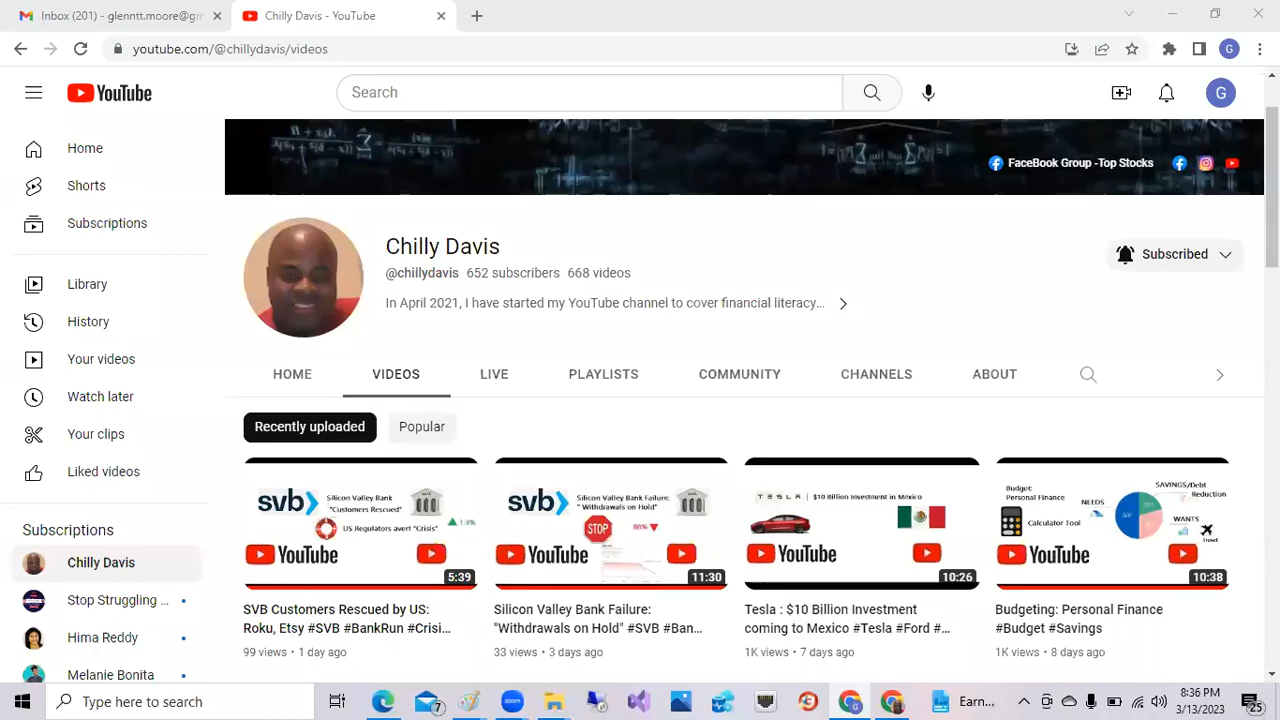 Inbox (201) - glenntt.moore@gm
Chilly Davis - YouTube
youtube.com/@chillydavis/videos
G
YouTube
Search
G
Home
Shorts
Subscriptions
Library
History
Your videos
Watch later
Your clips
Liked videos
Subscriptions
Chilly Davis
Stop Struggling ...
Hima Reddy
Melanie Bonita
FaceBook Group -Top Stocks
Chilly Davis
@chillydavis 652 subscribers 668 videos
In April 2021, I have started my YouTube channel to cover financial literacy...
Subscribed
HOME VIDEOS LIVE PLAYLISTS COMMUNITY CHANNELS ABOUT
Recently uploaded Popular
svb Silicon Valley Bank
"Customers Rescued"
US Regulators avert "Crisis"
YouTube
5:39
SVB Customers Rescued by US:
Roku, Etsy #SVB #BankRun #Crisi...
99 views • 1 day ago
svb Silicon Valley Bank Failure:
"Withdrawals on Hold"
STOP
YouTube
11:30
Silicon Valley Bank Failure:
"Withdrawals on Hold" #SVB #Ban...
33 views • 3 days ago
TESLA $10 Billion Investment in Mexico
YouTube
10:26
Tesla : $10 Billion Investment
coming to Mexico #Tesla #Ford #...
1K views • 7 days ago
Budget:
Personal Finance
NEEDS
SAVINGS/Debt
Reduction
Calculator Tool
WANTS
Travel
YouTube
10:38
Budgeting: Personal Finance
#Budget #Savings
1K views • 8 days ago
Type here to search
7
zoom
Earn...
8:36 PM
3/13/2023
25